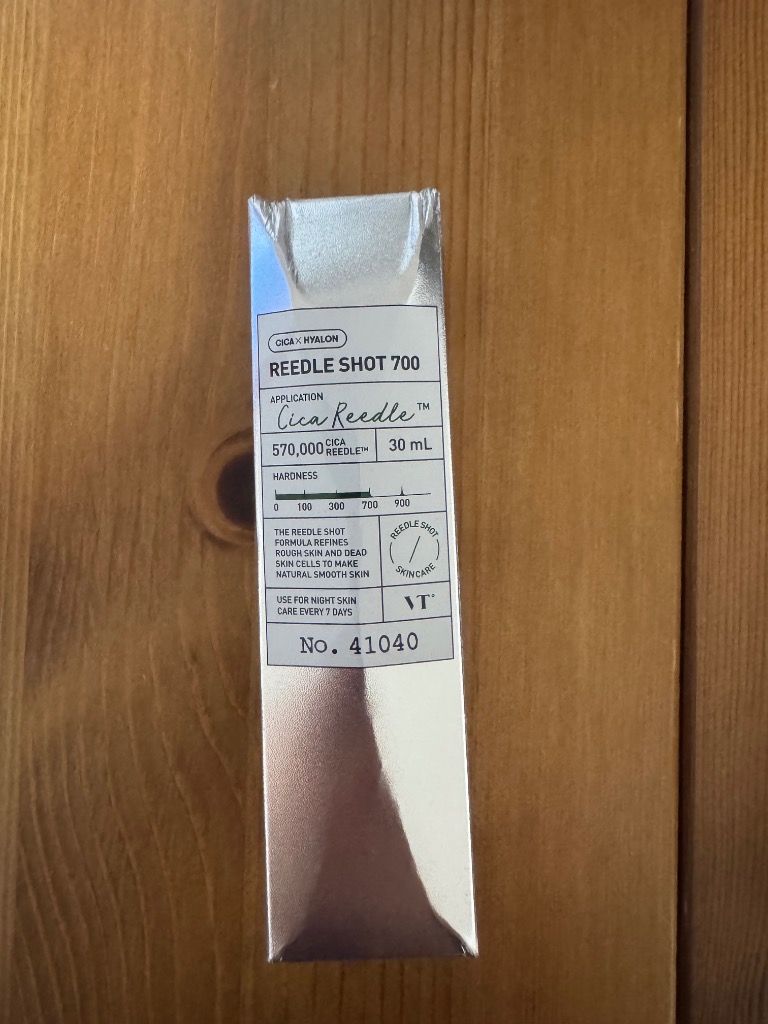 CICA×HYALON
REEDLE SHOT 700
APPLICATION
Cica Reedle™
570,000 CICA REEDLE™
30 mL
HARDNESS
0 100 300 700 900
THE REEDLE SHOT
FORMULA REFINES
ROUGH SKIN AND DEAD
SKIN CELLS TO MAKE
NATURAL SMOOTH SKIN
REEDLE SHOT
SKINCARE
USE FOR NIGHT SKIN
CARE EVERY 7 DAYS
VT°
No. 41040